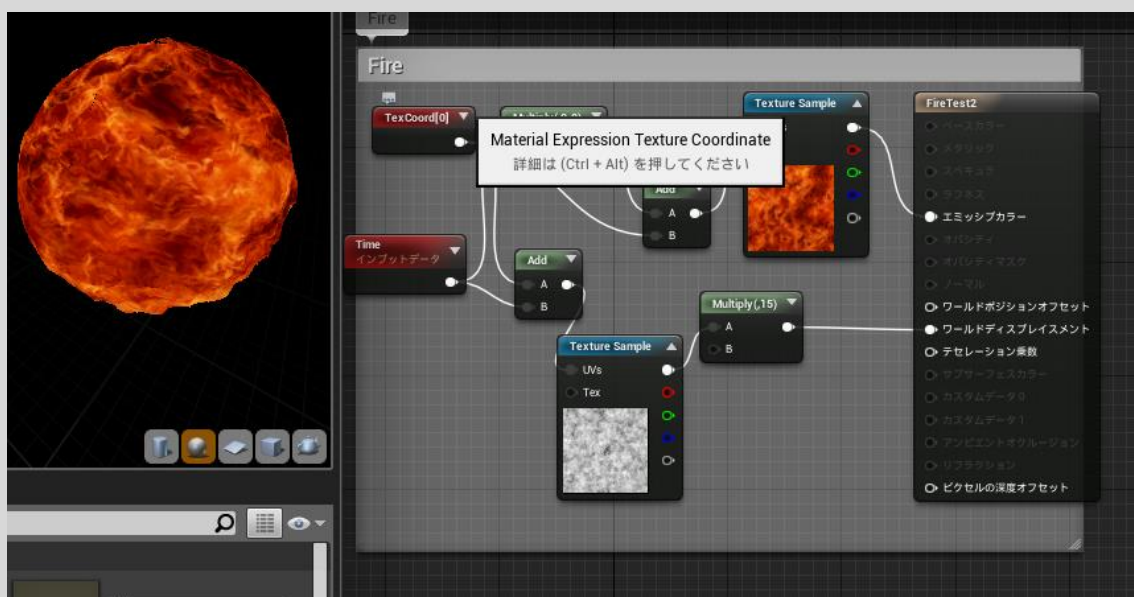 Fire
Fire
TexCoord[0]
Material Expression Texture Coordinate
詳細は (Ctrl + Alt) を押してください
Texture Sample
Add
A
B
Time
インプットデータ
Add
A
B
Texture Sample
UVs
Tex
Multiply(,15)
A
B
FireTest2
ベースカラー
メタリック
スペキュラ
ラフネス
エミッシブカラー
オパシティ
オパシティマスク
ノーマル
ワールドポジションオフセット
ワールドディスプレイスメント
テセレーション乗数
サブサーフェスカラー
カスタムデータ 0
カスタムデータ 1
アンビエントオクルージョン
リフラクション
ピクセルの深度オフセット